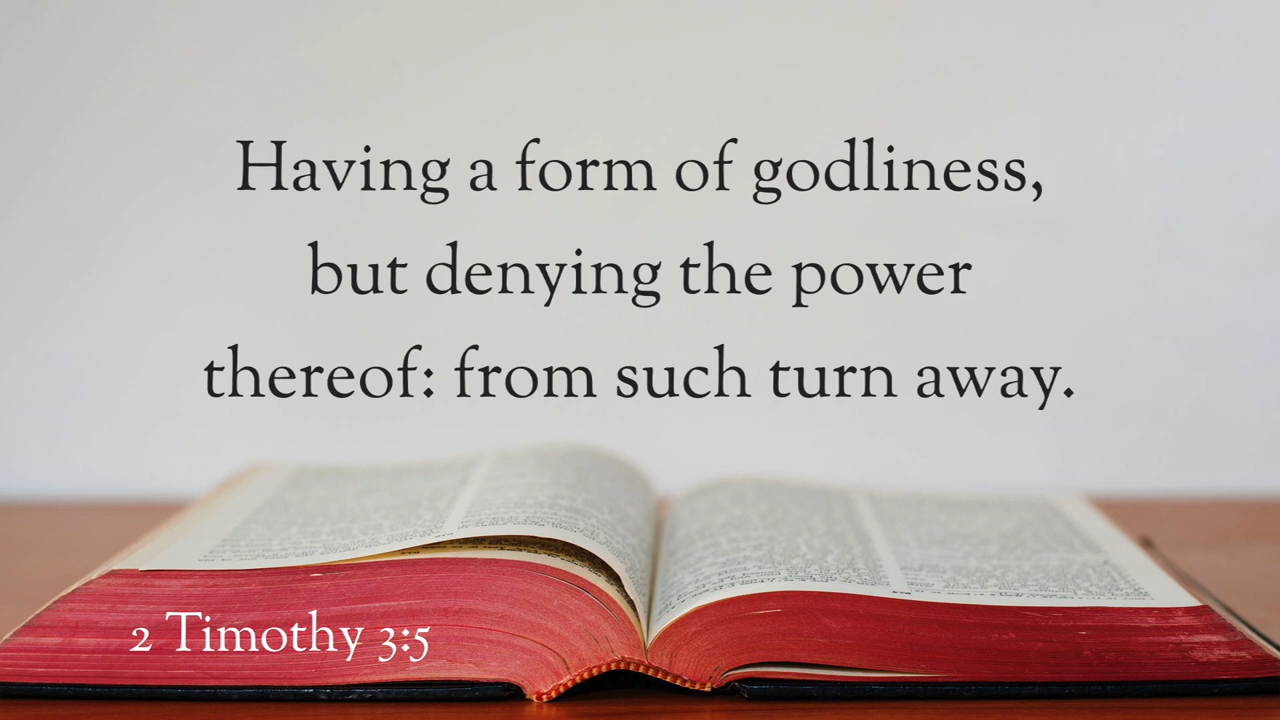 Having a form of godliness,
but denying the power
thereof: from such turn away.
2 Timothy 3:5